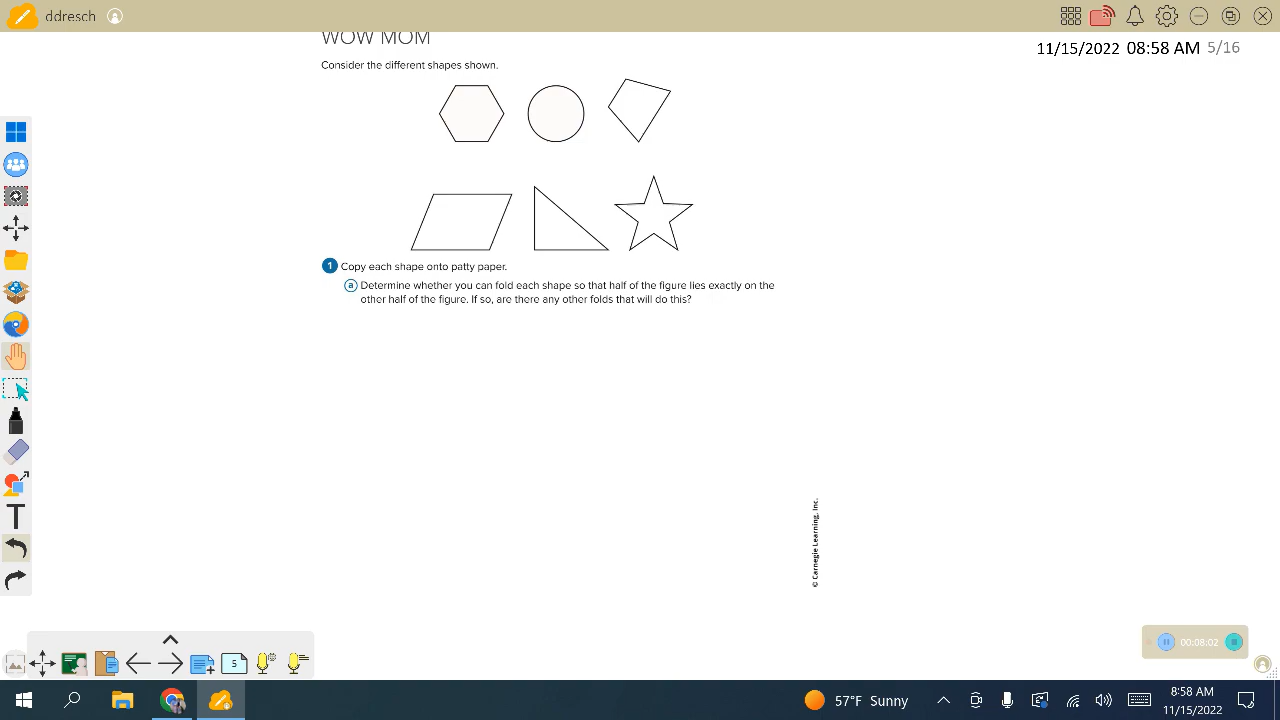 ddresch
WOW MOM
11/15/2022 08:58 AM 5/16
Consider the different shapes shown.
1 Copy each shape onto patty paper.
a Determine whether you can fold each shape so that half of the figure lies exactly on the
other half of the figure. If so, are there any other folds that will do this?
© Carnegie Learning, Inc.
T
00:08:02
5
57°F Sunny
8:58 AM
11/15/2022